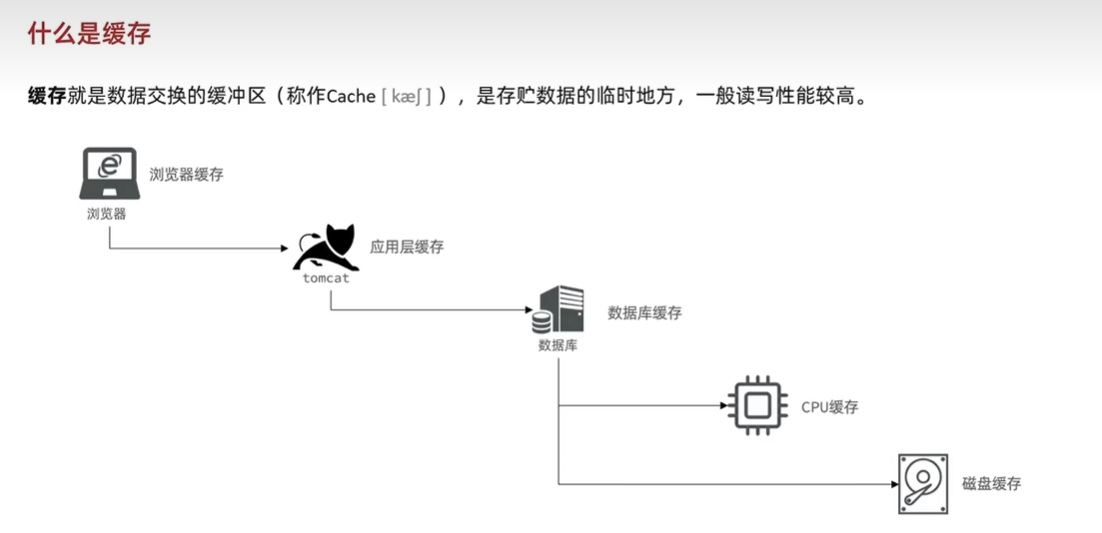 什么是缓存
缓存就是数据交换的缓冲区（称作Cache [ kæʃ ] ），是存贮数据的临时地方，一般读写性能较高。
浏览器缓存
浏览器
应用层缓存
tomcat
数据库缓存
数据库
CPU缓存
磁盘缓存